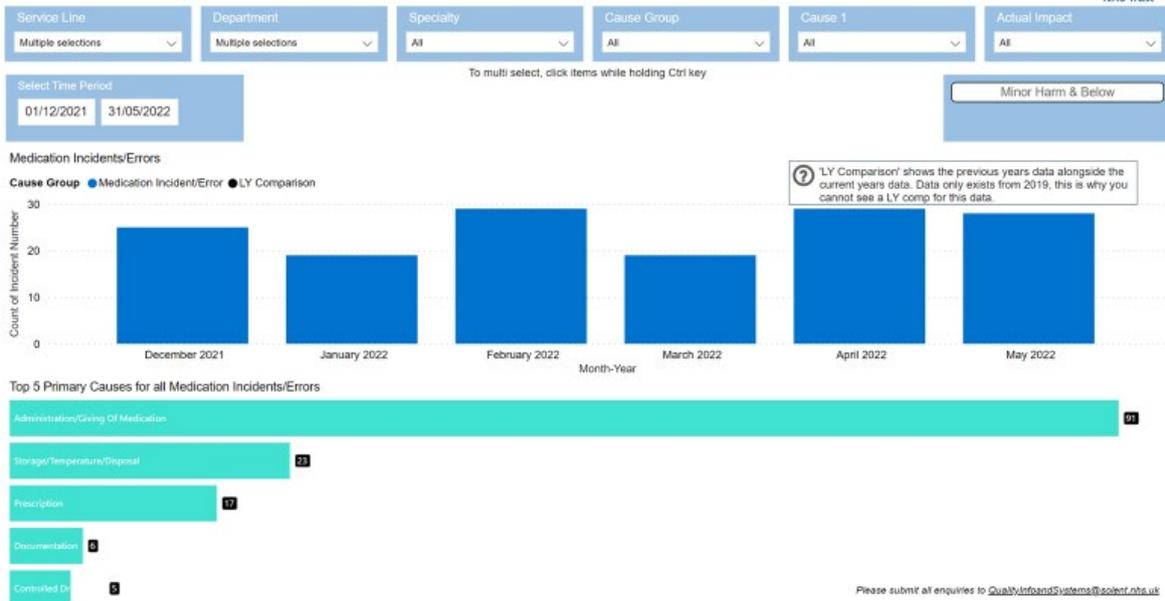 Service Line
Department
Specialty
Cause Group
Cause 1
Actual Impact
Multiple selections
Multiple selections
All
All
All
All
To multi select, click items while holding Ctrl key
Select Time Period
01/12/2021 31/05/2022
Minor Harm & Below
Medication Incidents/Errors
Cause Group Medication Incident/Error LY Comparison
? 'LY Comparison' shows the previous years data alongside the
current years data. Data only exists from 2019, this is why you
cannot see a LY comp for this data.
Count of Incident Number
30
20
10
0
December 2021
January 2022
February 2022
March 2022
April 2022
May 2022
Month-Year
Top 5 Primary Causes for all Medication Incidents/Errors
Administration/Giving Of Medication 91
Storage/Temperature/Disposal 23
Prescription 17
Documentation 6
Controlled Dr 5
Please submit all enquiries to QualityInfoandSystems@solent.nhs.uk